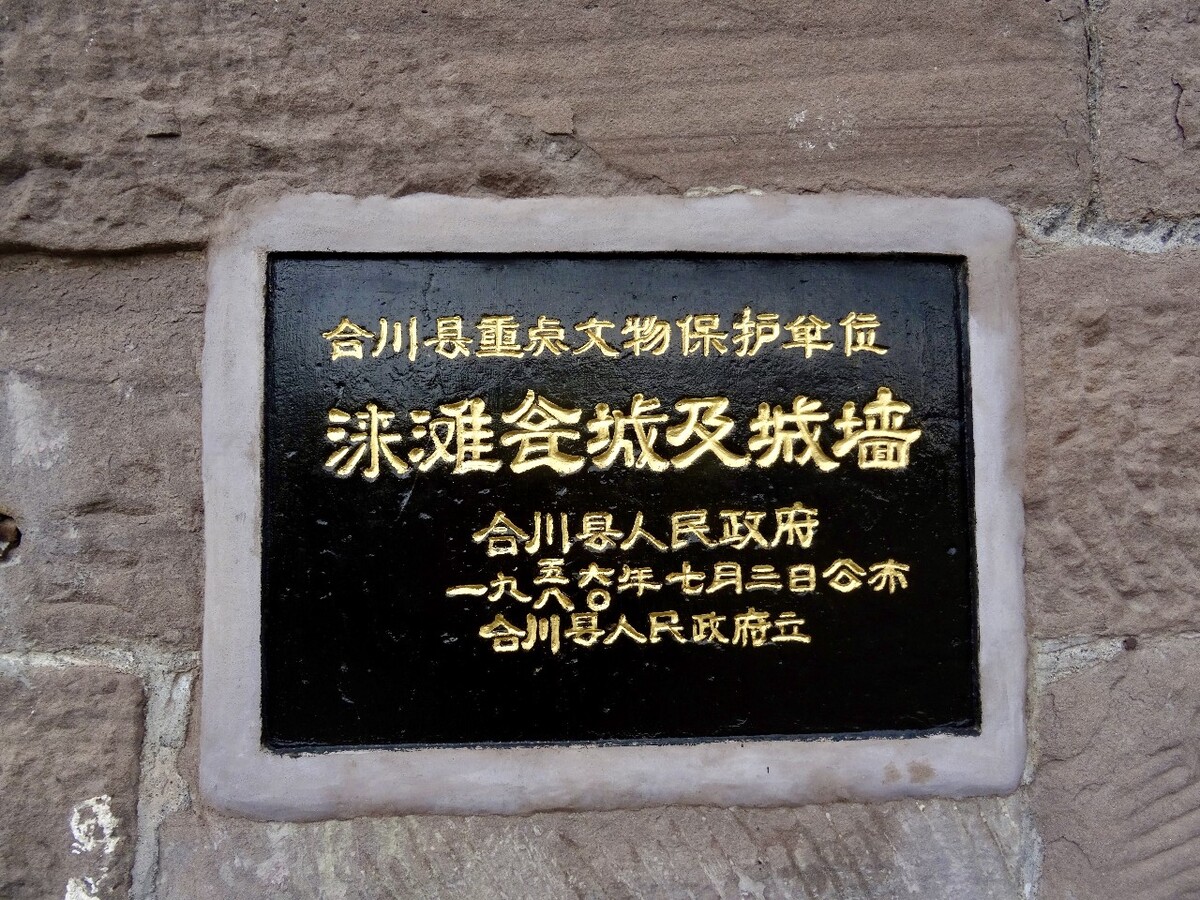 合川县重点文物保护单位
涞滩瓮城及城墙
合川县人民政府
一九五六八〇年七月三日公布
合川县人民政府立